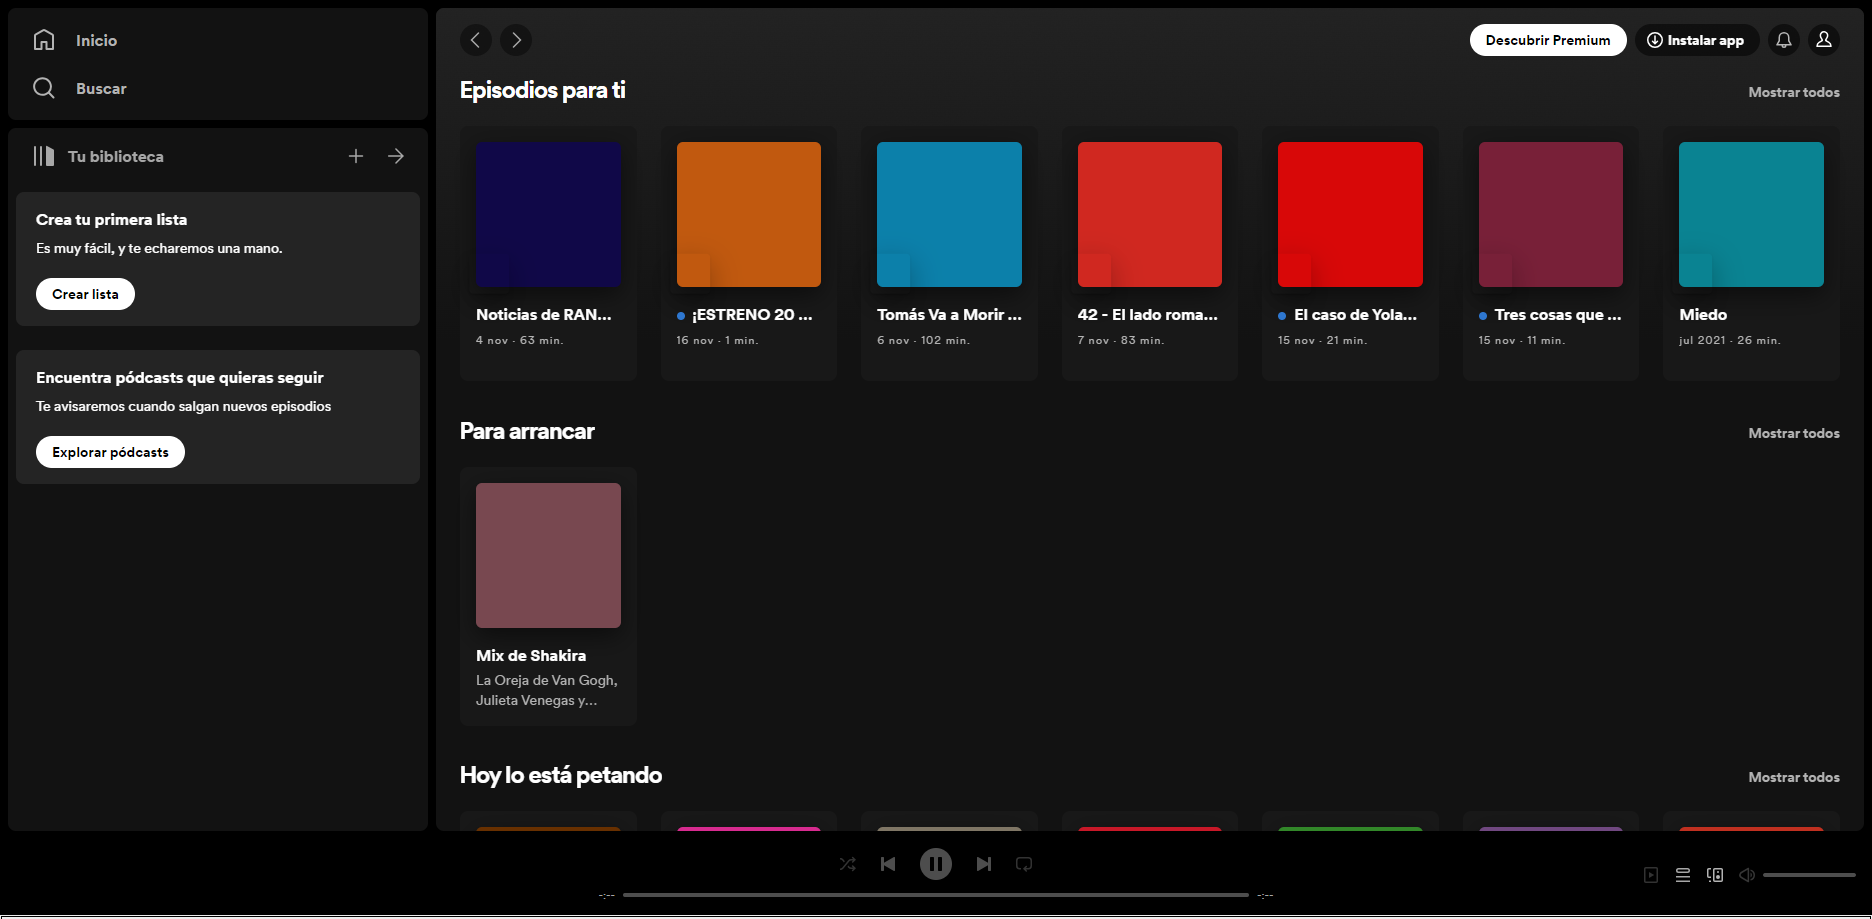 Inicio
Buscar
Tu biblioteca
Crea tu primera lista
Es muy fácil, y te echaremos una mano.
Crear lista
Encuentra pódcasts que quieras seguir
Te avisaremos cuando salgan nuevos episodios
Explorar pódcasts
Descubrir Premium
Instalar app
Episodios para ti
Mostrar todos
Noticias de RAN...
4 nov · 63 min.
¡ESTRENO 20 ...
16 nov · 1 min.
Tomás Va a Morir ...
6 nov · 102 min.
42 - El lado roma...
7 nov · 83 min.
El caso de Yola...
15 nov · 21 min.
Tres cosas que ...
15 nov · 11 min.
Miedo
jul 2021 · 26 min.
Para arrancar
Mostrar todos
Mix de Shakira
La Oreja de Van Gogh,
Julieta Venegas y...
Hoy lo está petando
Mostrar todos
-:--
-:--